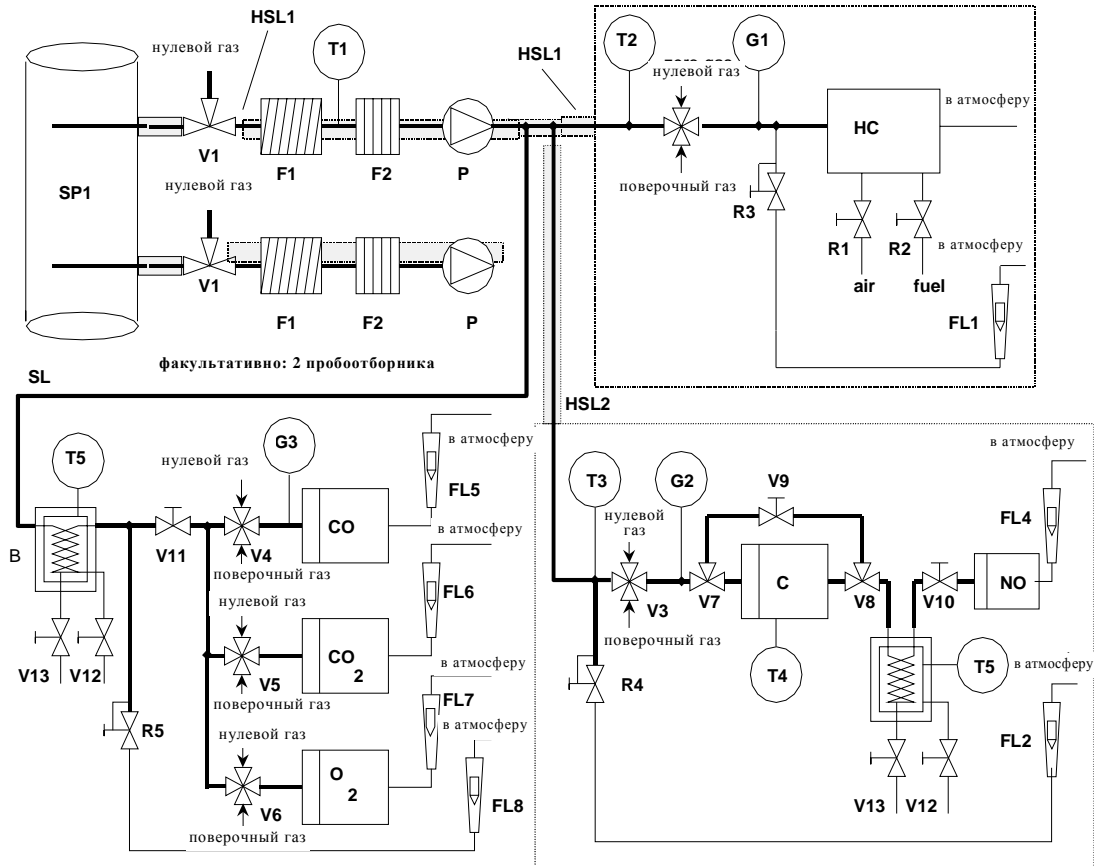 HSL1
нулевой газ
T1
HSL1
T2
G1
нулевой газ
в атмосферу
HC
V1
F1
F2
P
поверочный газ
SP1
нулевой газ
R3
R1
R2
в атмосферу
air
fuel
V1
F1
F2
P
FL1
факультативно: 2 пробоотборника
SL
HSL2
в атмосферу
G3
T5
нулевой газ
FL5
CO
в атмосферу
B
V11
V4
поверочный газ
нулевой газ
FL6
CO
2
V5
поверочный газ
в атмосферу
V13
V12
R5
нулевой газ
FL7
в атмосферу
O
2
V6
поверочный газ
FL8
в атмосферу
T3
G2
V9
нулевой
газ
FL4
C
NO
V3
V7
V8
V10
поверочный газ
R4
T4
T5
в атмосферу
FL2
V13
V12